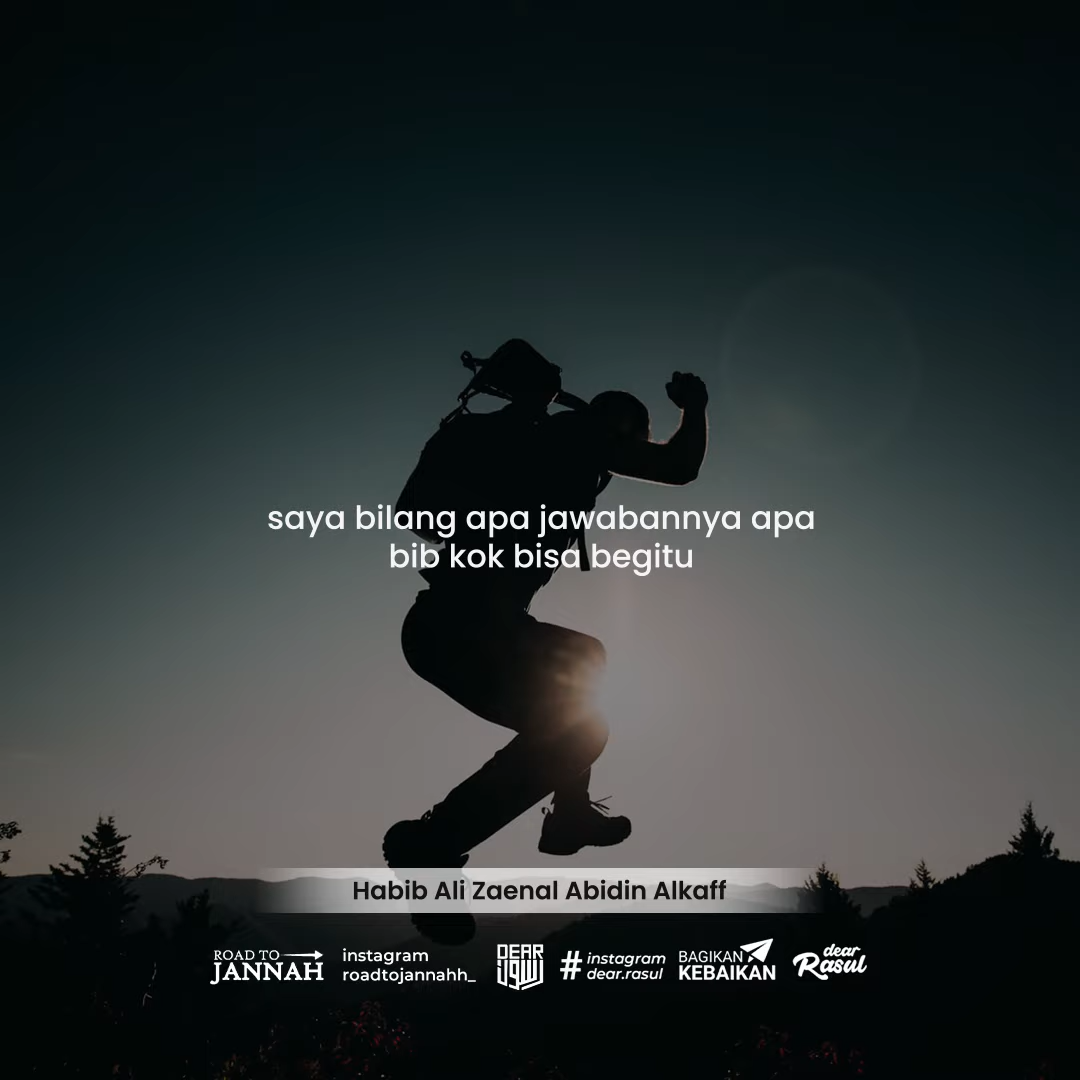 saya bilang apa jawabannya apa
bib kok bisa begitu
Habib Ali Zaenal Abidin Alkaff
ROAD TO
JANNAH
instagram
roadtojannahh_
DEAR
رسول
#instagram
dear.rasul
BAGIKAN
KEBAIKAN
dear
Rasul